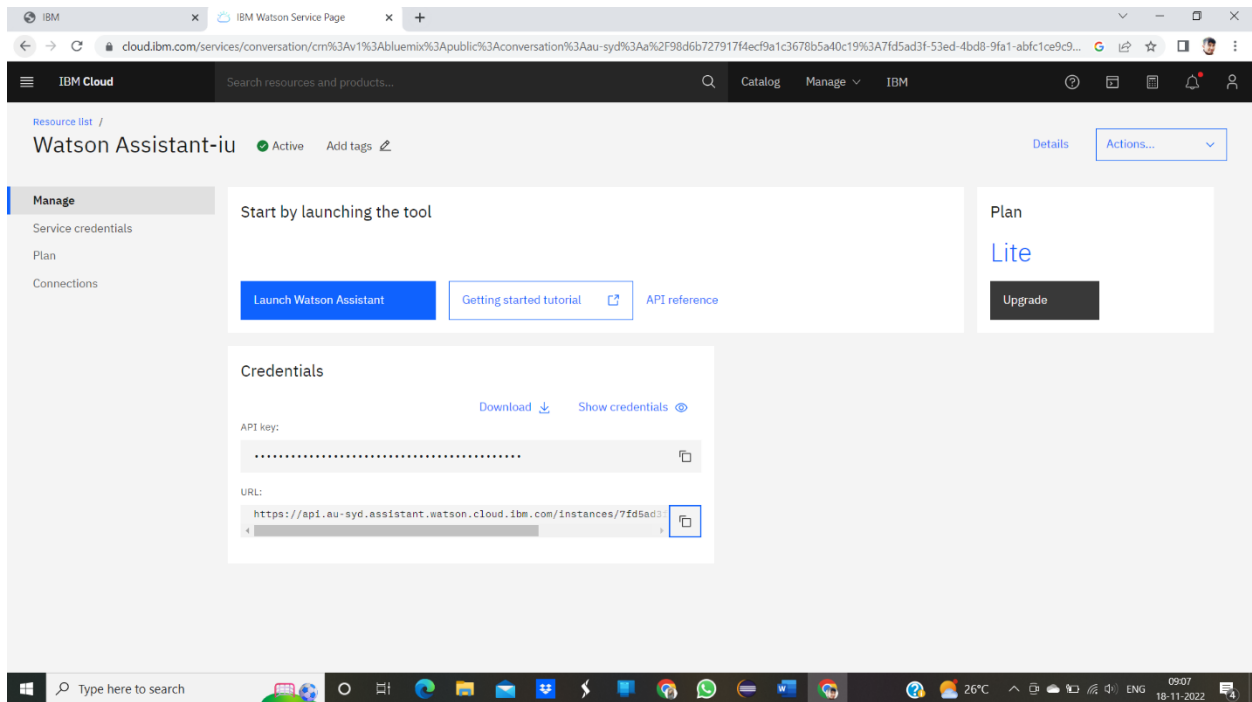 IBM
IBM Watson Service Page
cloud.ibm.com/services/conversation/crn%3Av1%3Abluemix%3Apublic%3Aconversation%3Aau-syd%3Aa%2F98d6b727917f4ecf9a1c3678b5a40c19%3A7fd5ad3f-53ed-4bd8-9fa1-abfc1ce9c9...
IBM Cloud
Search resources and products...
Catalog
Manage
IBM
Resource list /
Watson Assistant-iu
Active
Add tags
Details
Actions...
Manage
Service credentials
Plan
Connections
Start by launching the tool
Launch Watson Assistant
Getting started tutorial
API reference
Plan
Lite
Upgrade
Credentials
Download
Show credentials
API key:
••••••••••••••••••••••••••••••••••••••••••••
URL:
https://api.au-syd.assistant.watson.cloud.ibm.com/instances/7fd5ad3
Type here to search
26°C
ENG
09:07
18-11-2022
4